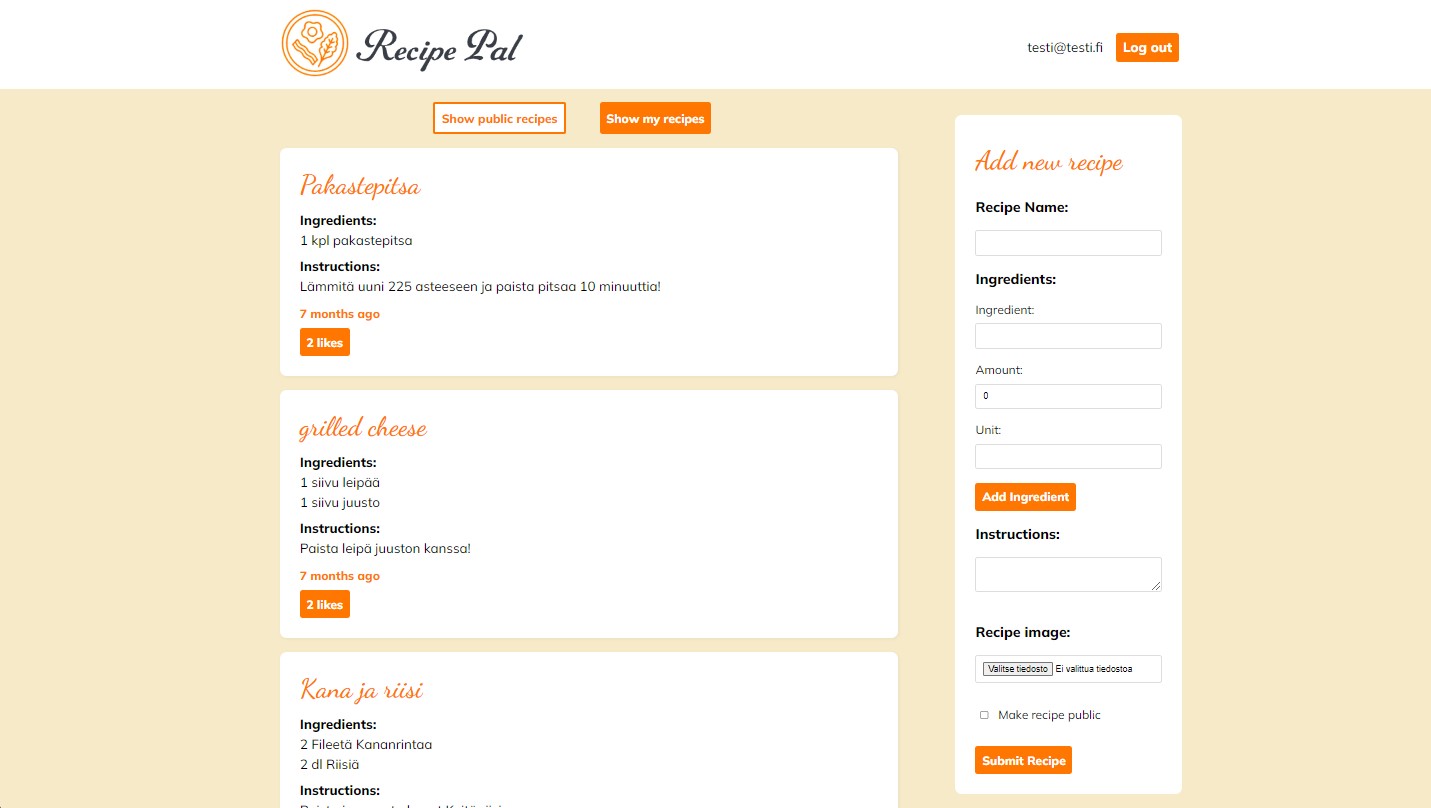 Recipe Pal
testi@testi.fi
Log out
Show public recipes
Show my recipes
Pakastepitsa
Ingredients:
1 kpl pakastepitsa
Instructions:
Lämmitä uuni 225 asteeseen ja paista pitsaa 10 minuuttia!
7 months ago
2 likes
grilled cheese
Ingredients:
1 siivu leipää
1 siivu juusto
Instructions:
Paista leipä juuston kanssa!
7 months ago
2 likes
Kana ja riisi
Ingredients:
2 Fileetä Kananrintaa
2 dl Riisiä
Instructions:
Add new recipe
Recipe Name:
Ingredients:
Ingredient:
Amount:
0
Unit:
Add Ingredient
Instructions:
Recipe image:
Valitse tiedosto Ei valittua tiedostoa
Make recipe public
Submit Recipe